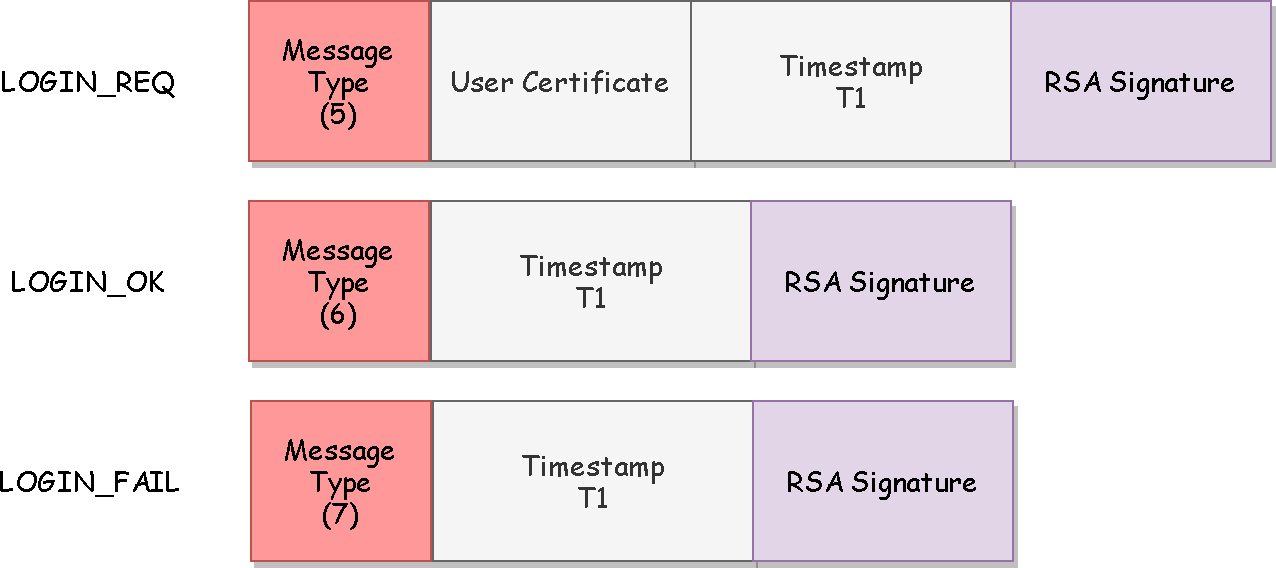 LOGIN_REQ
Message
Type
(5)
User Certificate
Timestamp
T1
RSA Signature
LOGIN_OK
Message
Type
(6)
Timestamp
T1
RSA Signature
LOGIN_FAIL
Message
Type
(7)
Timestamp
T1
RSA Signature